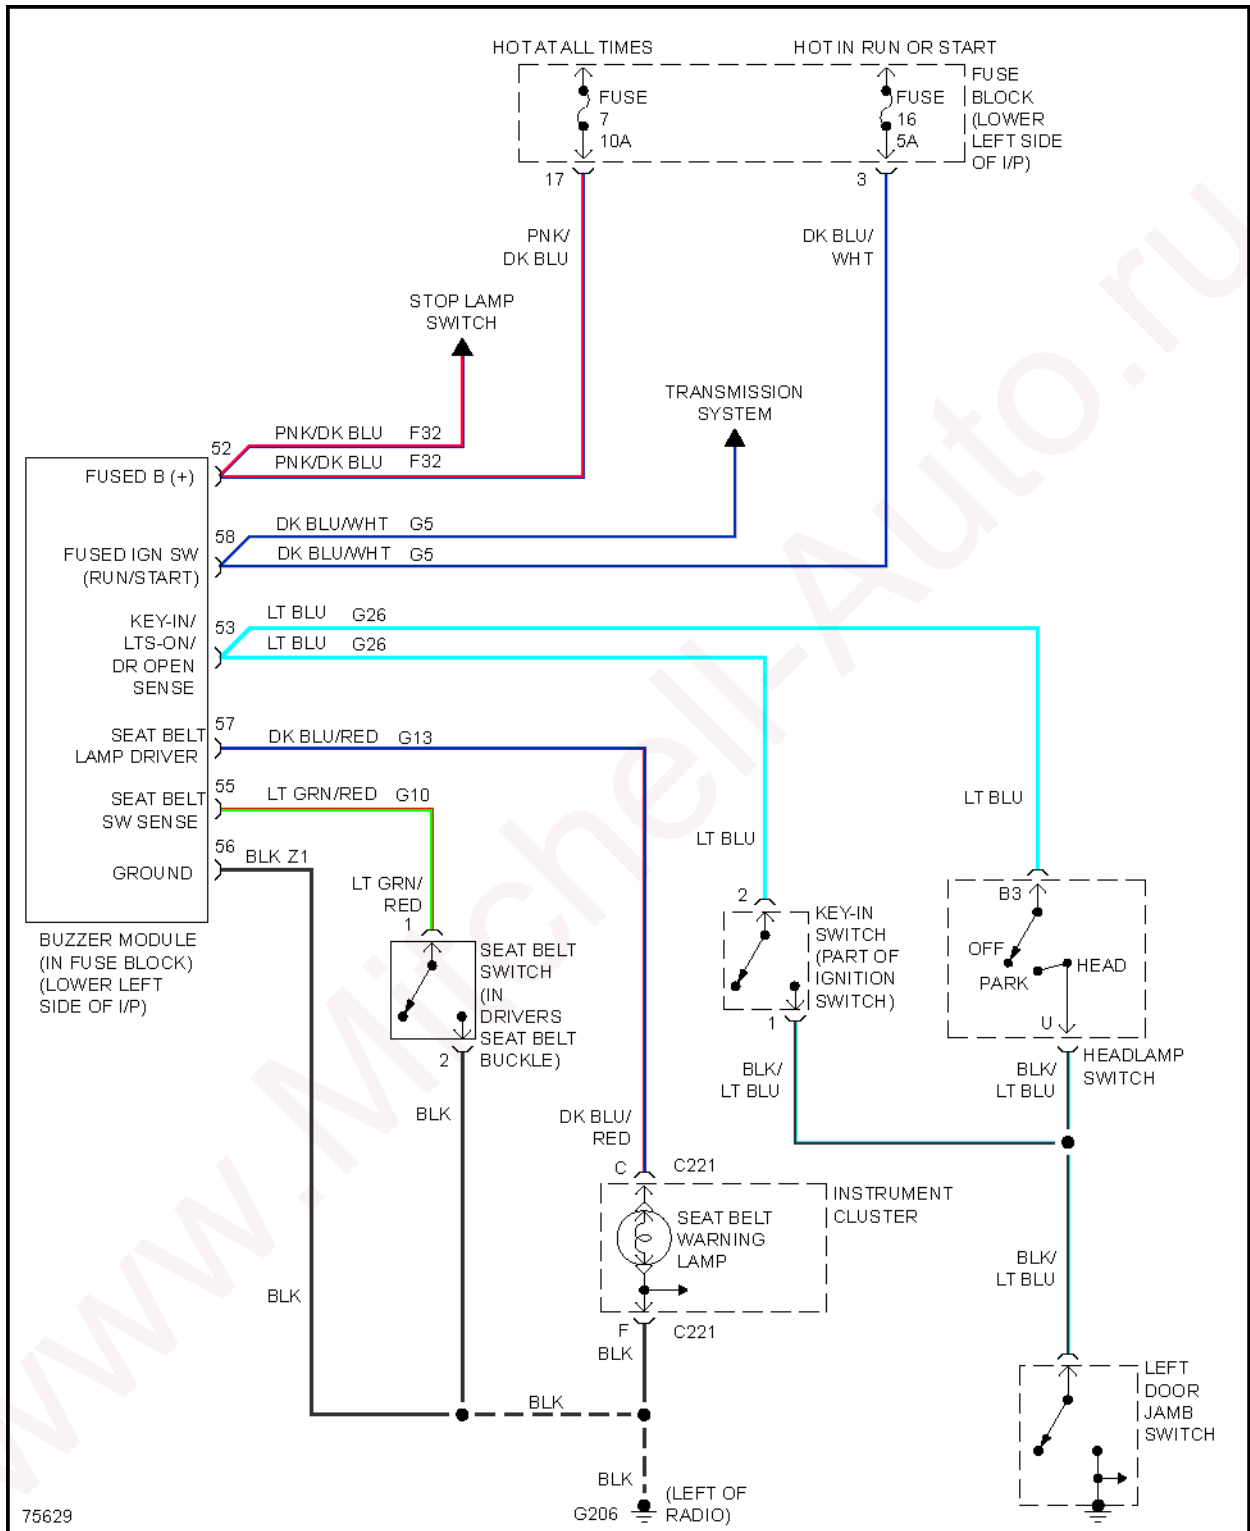 HOT AT ALL TIMES
HOT IN RUN OR START
FUSE
7
10A
FUSE
16
5A
FUSE
BLOCK
(LOWER
LEFT SIDE
OF I/P)
17
3
PNK/
DK BLU
DK BLU/
WHT
STOP LAMP
SWITCH
TRANSMISSION
SYSTEM
52
PNK/DK BLU F32
PNK/DK BLU F32
FUSED B (+)
58
DK BLU/WHT G5
DK BLU/WHT G5
FUSED IGN SW
(RUN/START)
53
LT BLU G26
LT BLU G26
KEY-IN/
LTS-ON/
DR OPEN
SENSE
57
DK BLU/RED G13
SEAT BELT
LAMP DRIVER
55
LT GRN/RED G10
SEAT BELT
SW SENSE
56
BLK Z1
GROUND
BUZZER MODULE
(IN FUSE BLOCK)
(LOWER LEFT
SIDE OF I/P)
LT GRN/
RED
1
SEAT BELT
SWITCH
(IN
DRIVERS
SEAT BELT
BUCKLE)
2
BLK
LT BLU
2
KEY-IN
SWITCH
(PART OF
IGNITION
SWITCH)
1
BLK/
LT BLU
LT BLU
B3
OFF
PARK
HEAD
U
HEADLAMP
SWITCH
BLK/
LT BLU
DK BLU/
RED
C
C221
INSTRUMENT
CLUSTER
SEAT BELT
WARNING
LAMP
F
C221
BLK
BLK
BLK
BLK
G206
(LEFT OF
RADIO)
BLK/
LT BLU
LEFT
DOOR
JAMB
SWITCH
75629
www.Mitchell-Auto.ru